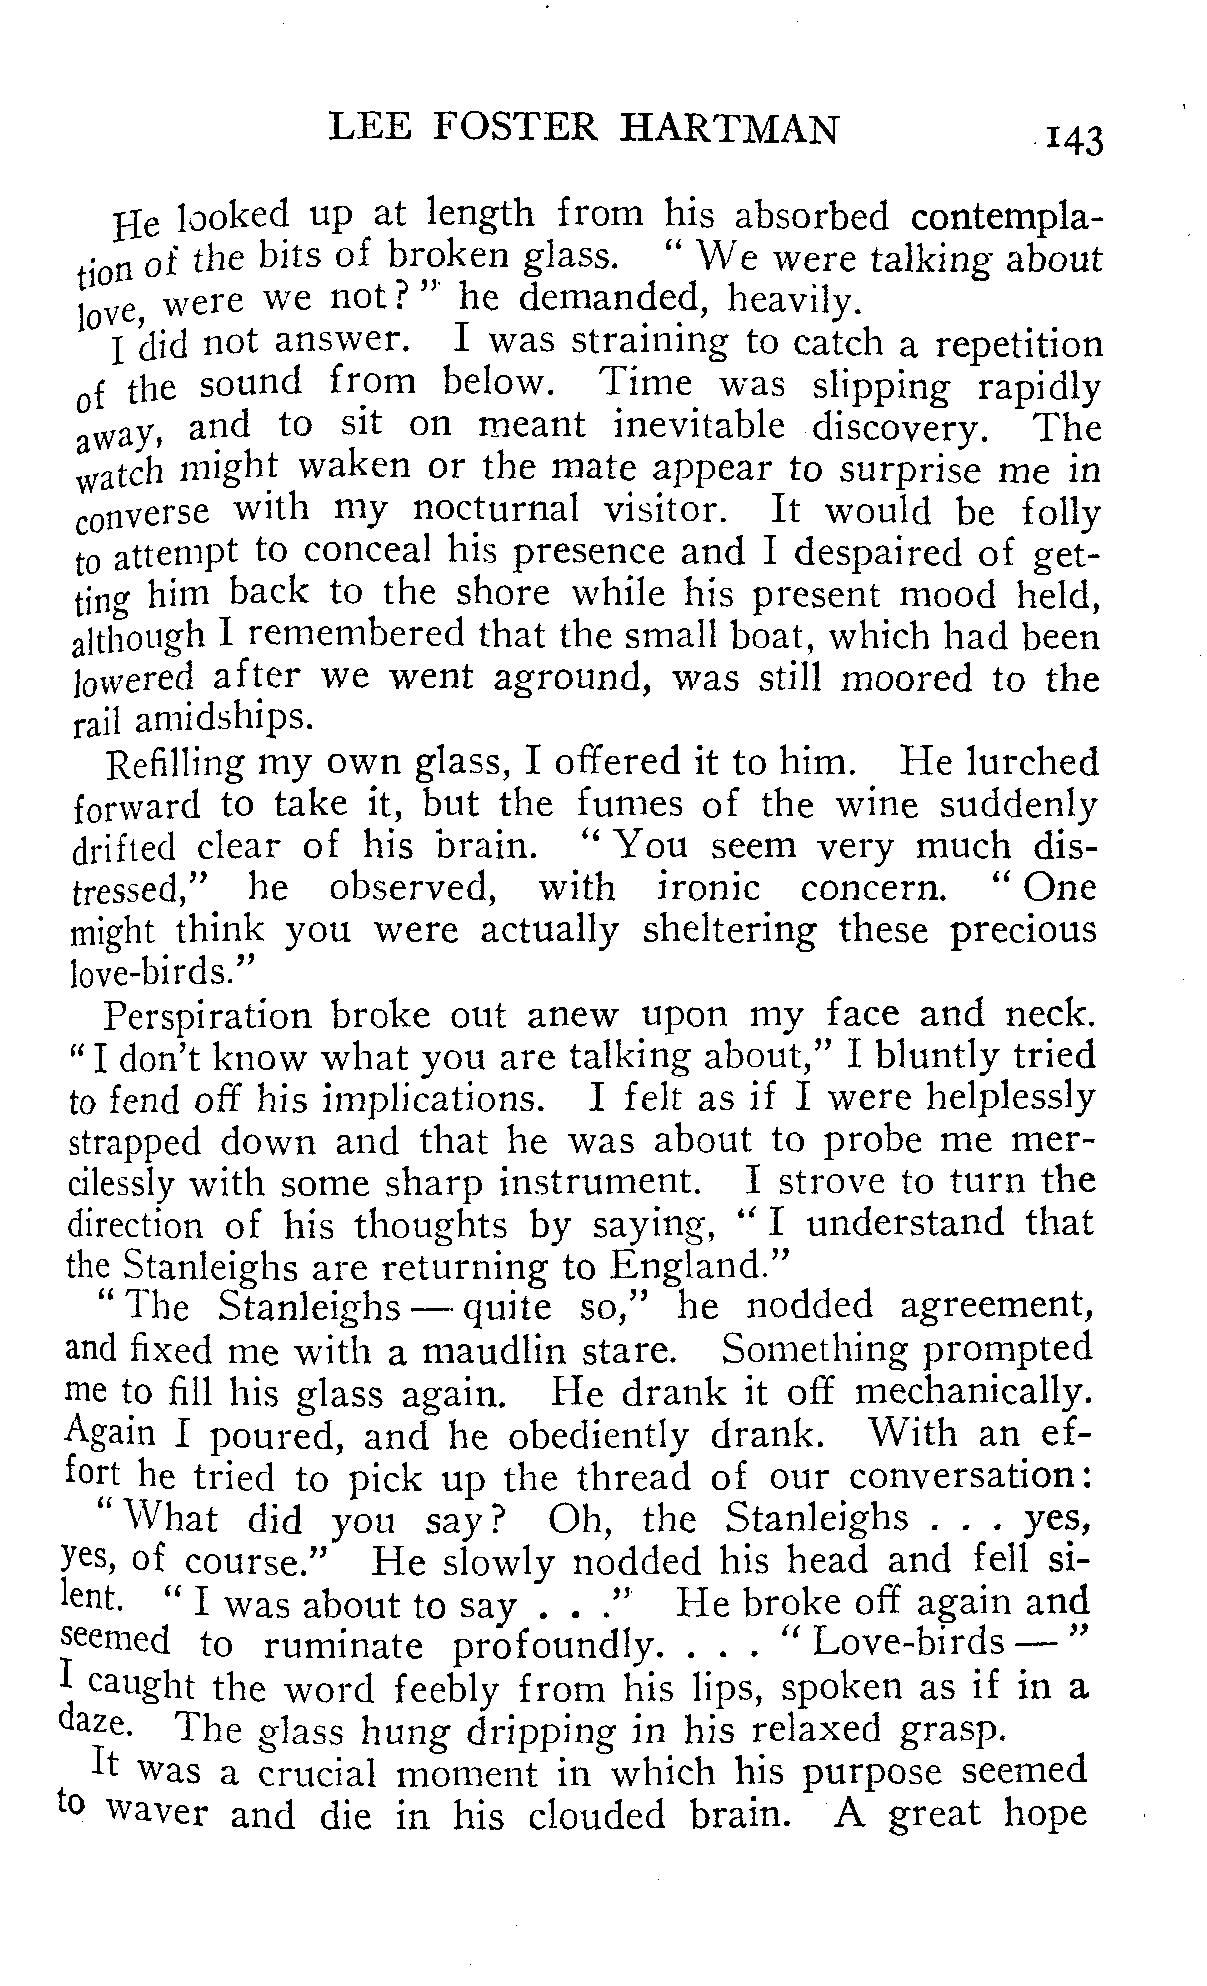 LEE FOSTER HARTMAN 143
He looked up at length from his absorbed contempla-
tion of the bits of broken glass. “ We were talking about
love, were we not? ” he demanded, heavily.
I did not answer. I was straining to catch a repetition
of the sound from below. Time was slipping rapidly
away, and to sit on meant inevitable discovery. The
watch might waken or the mate appear to surprise me in
converse with my nocturnal visitor. It would be folly
to attempt to conceal his presence and I despaired of get-
ting him back to the shore while his present mood held,
although I remembered that the small boat, which had been
lowered after we went aground, was still moored to the
rail amidships.
Refilling my own glass, I offered it to him. He lurched
forward to take it, but the fumes of the wine suddenly
drifted clear of his brain. “ You seem very much dis-
tressed,” he observed, with ironic concern. “ One
might think you were actually sheltering these precious
love-birds.”
Perspiration broke out anew upon my face and neck.
“ I don’t know what you are talking about,” I bluntly tried
to fend off his implications. I felt as if I were helplessly
strapped down and that he was about to probe me mer-
cilessly with some sharp instrument. I strove to turn the
direction of his thoughts by saying, “ I understand that
the Stanleighs are returning to England.”
“ The Stanleighs — quite so,” he nodded agreement,
and fixed me with a maudlin stare. Something prompted
me to fill his glass again. He drank it off mechanically.
Again I poured, and he obediently drank. With an ef-
fort he tried to pick up the thread of our conversation:
“ What did you say? Oh, the Stanleighs . . . yes,
yes, of course.” He slowly nodded his head and fell si-
lent. “ I was about to say . . .” He broke off again and
seemed to ruminate profoundly. . . . “ Love-birds — ”
I caught the word feebly from his lips, spoken as if in a
daze. The glass hung dripping in his relaxed grasp.
It was a crucial moment in which his purpose seemed
to waver and die in his clouded brain. A great hope